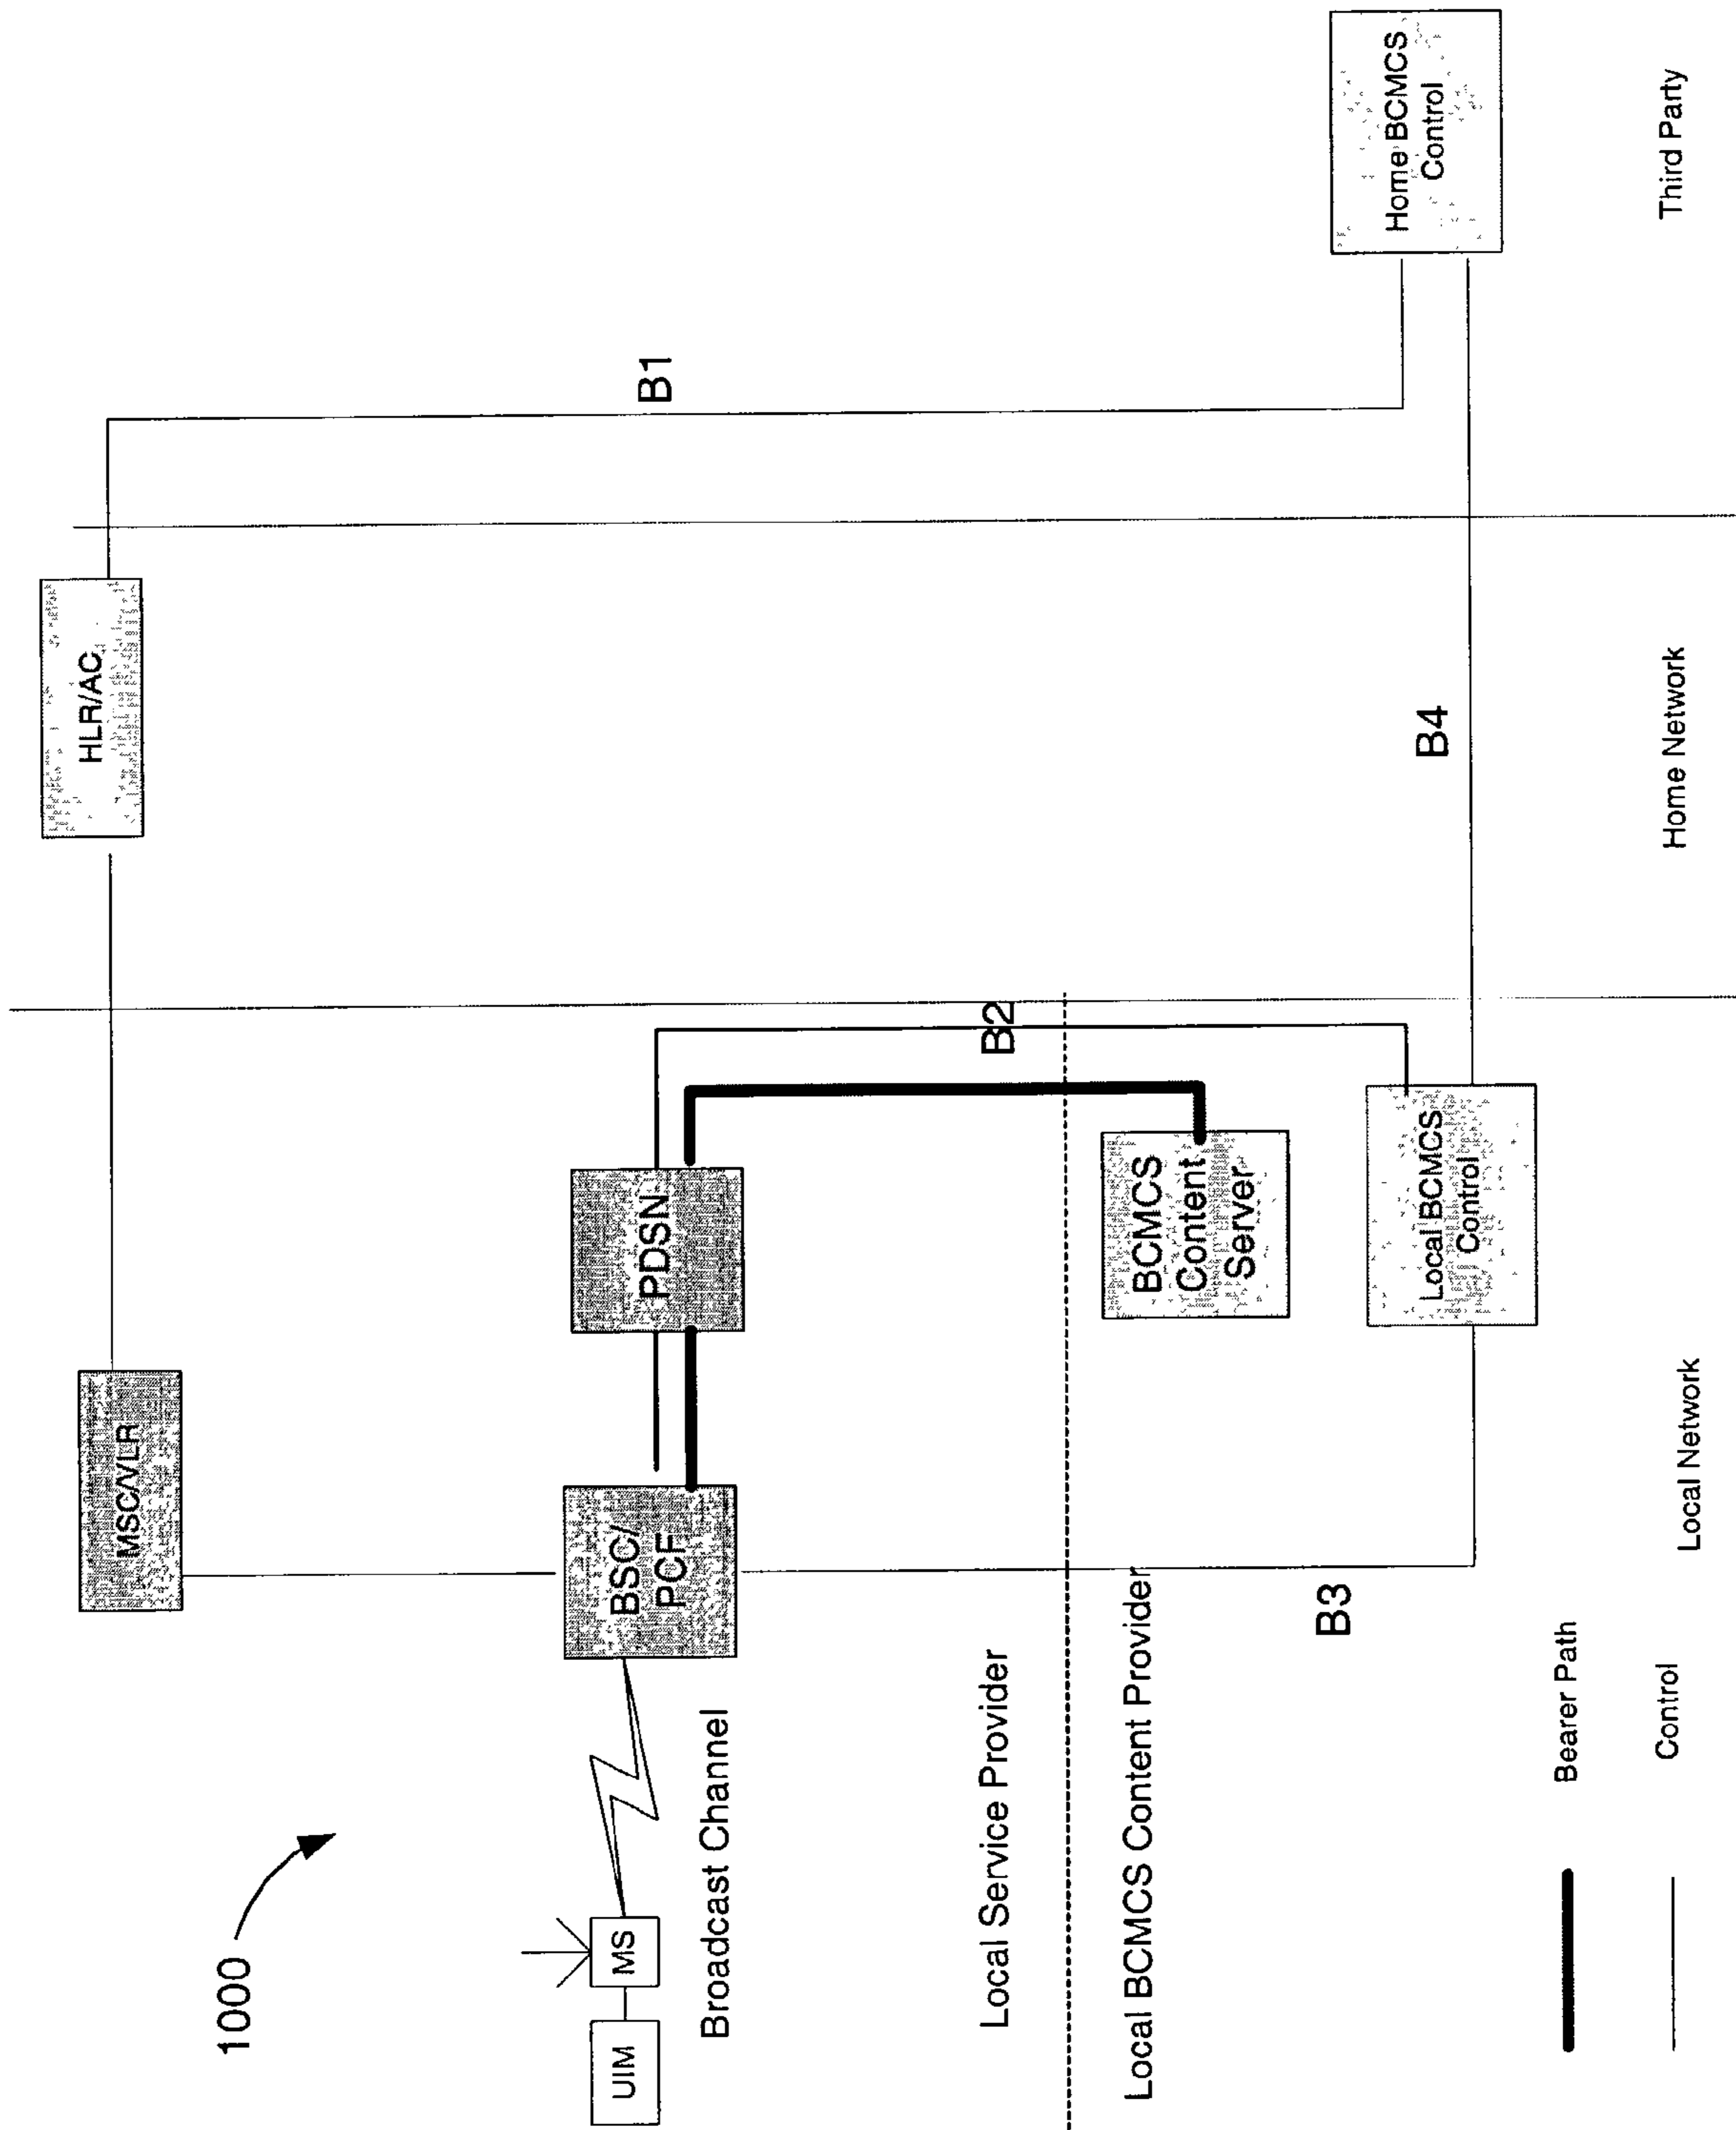 1000
MSC/VLR
HLR/AC
UIM
MS
BSC/
PCF
PDSN
Broadcast Channel
B1
Local Service Provider
B2
Local BCMCS Content Provider
BCMCS
Content
Server
B3
B4
Local BCMCS
Control
Home BCMCS
Control
Bearer Path
Control
Local Network
Home Network
Third Party